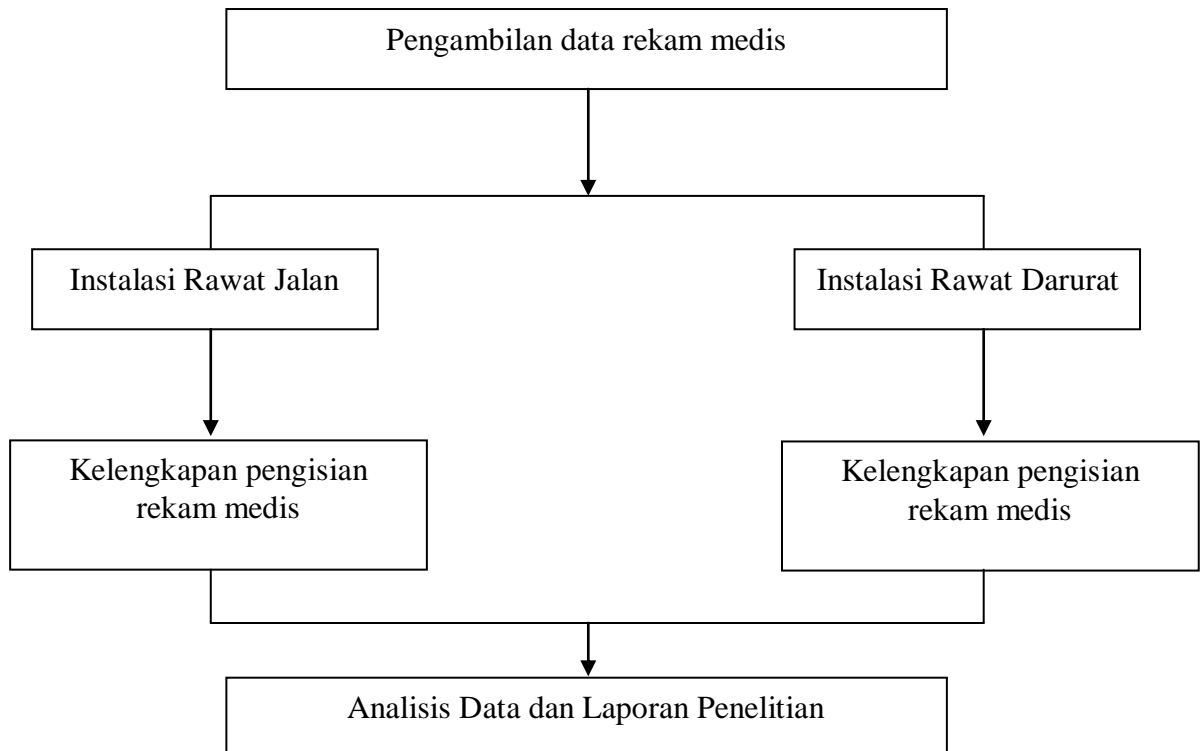 Pengambilan data rekam medis
Instalasi Rawat Jalan
Instalasi Rawat Darurat
Kelengkapan pengisian
rekam medis
Kelengkapan pengisian
rekam medis
Analisis Data dan Laporan Penelitian